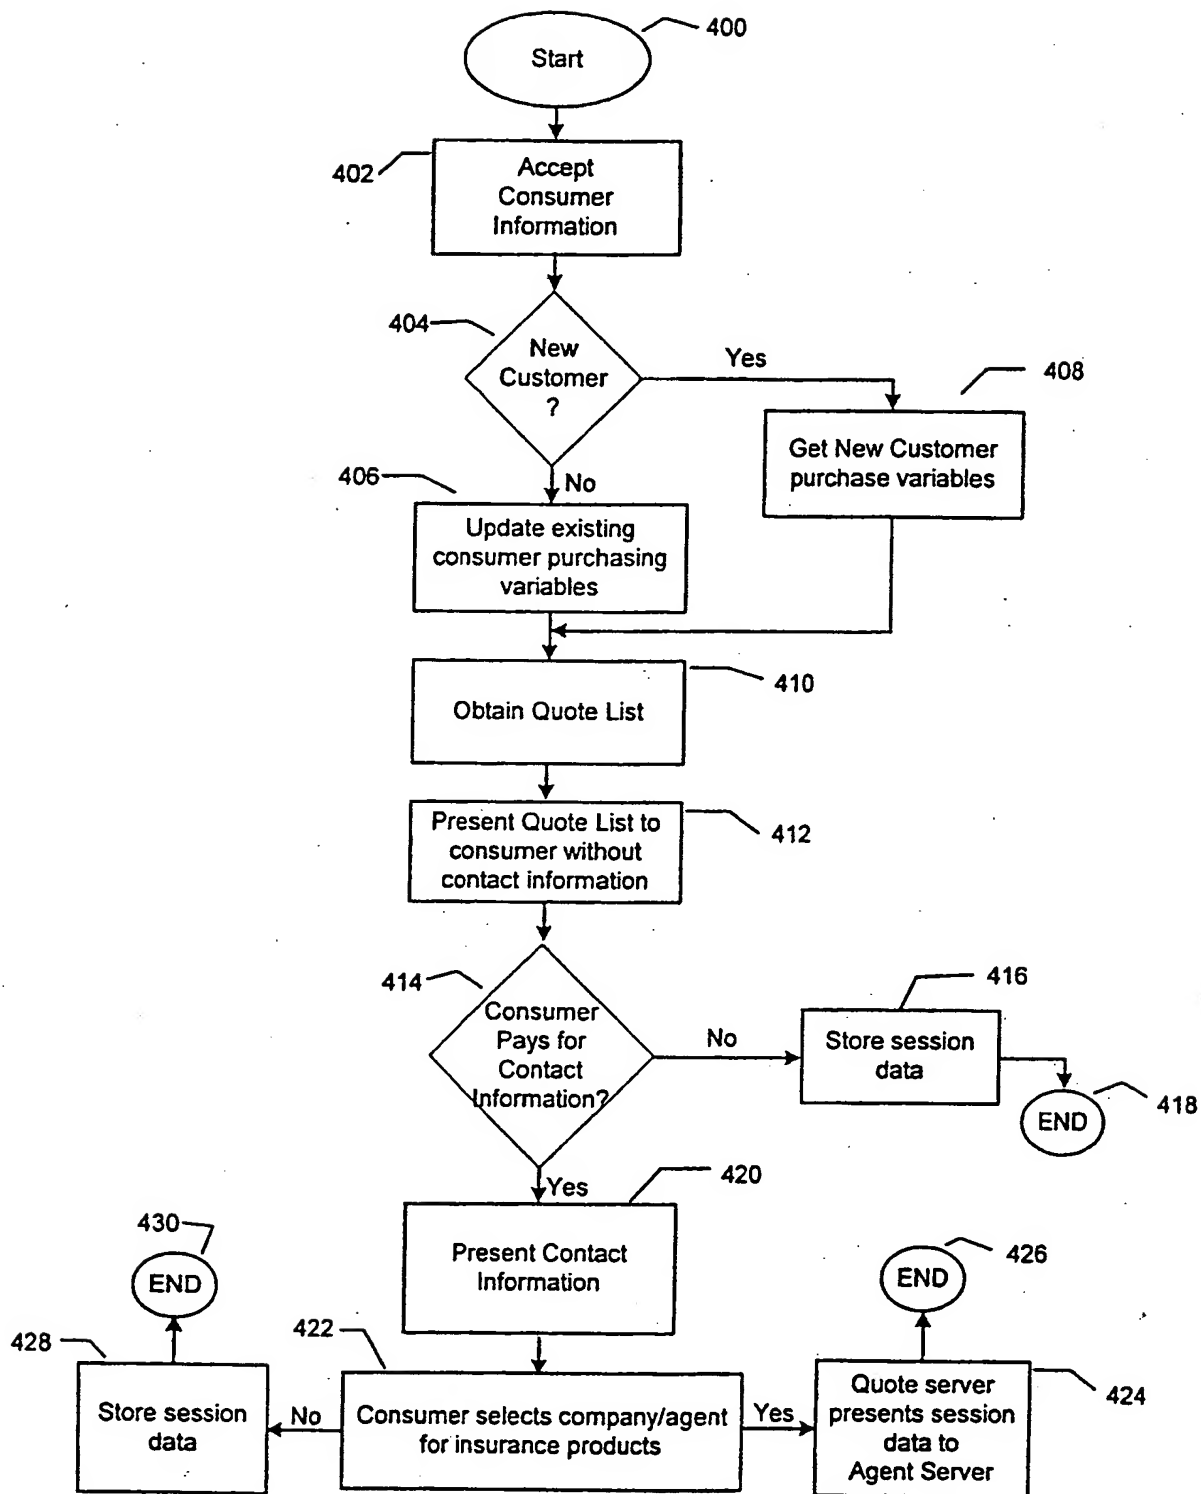 400
Start
402
Accept
Consumer
Information
404
New
Customer
?
Yes
408
Get New Customer
purchase variables
406
No
Update existing
consumer purchasing
variables
410
Obtain Quote List
412
Present Quote List to
consumer without
contact information
414
Consumer
Pays for
Contact
Information?
No
416
Store session
data
END
418
Yes
420
Present Contact
Information
430
END
426
END
428
Store session
data
No
422
Consumer selects company/agent
for insurance products
Yes
424
Quote server
presents session
data to
Agent Server